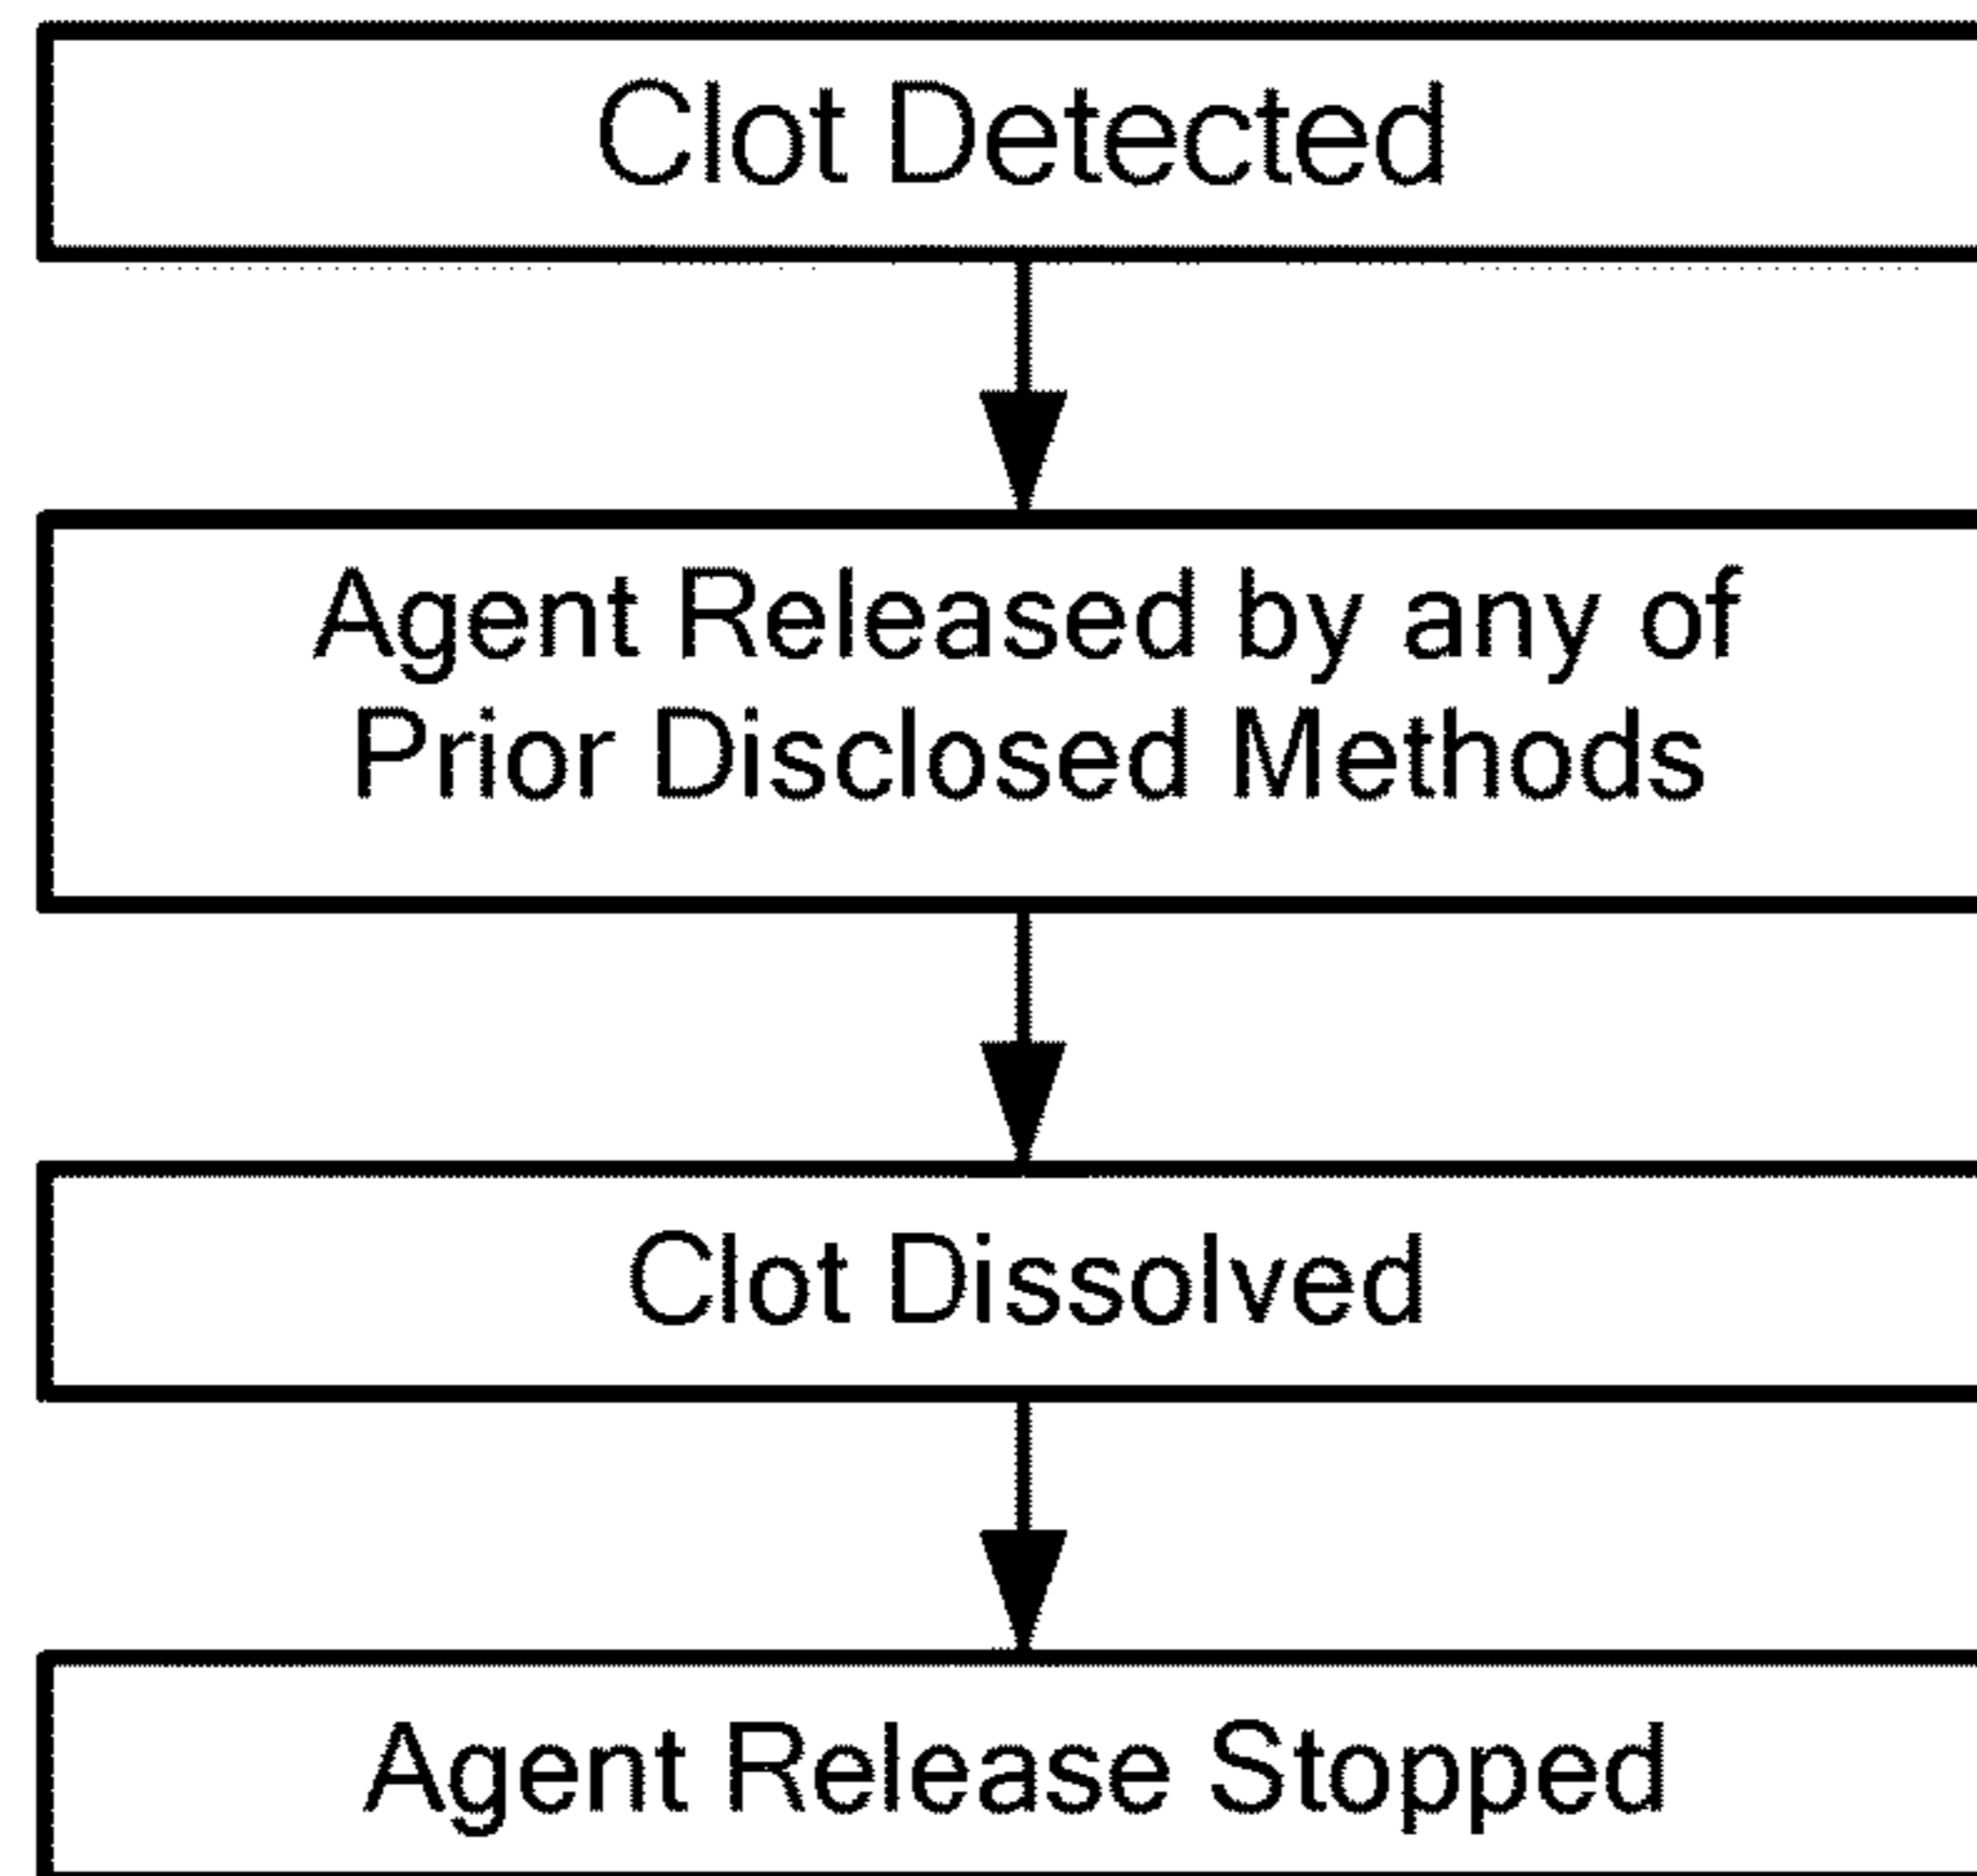 Clot Detected
Agent Released by any of
Prior Disclosed Methods
Clot Dissolved
Agent Release Stopped